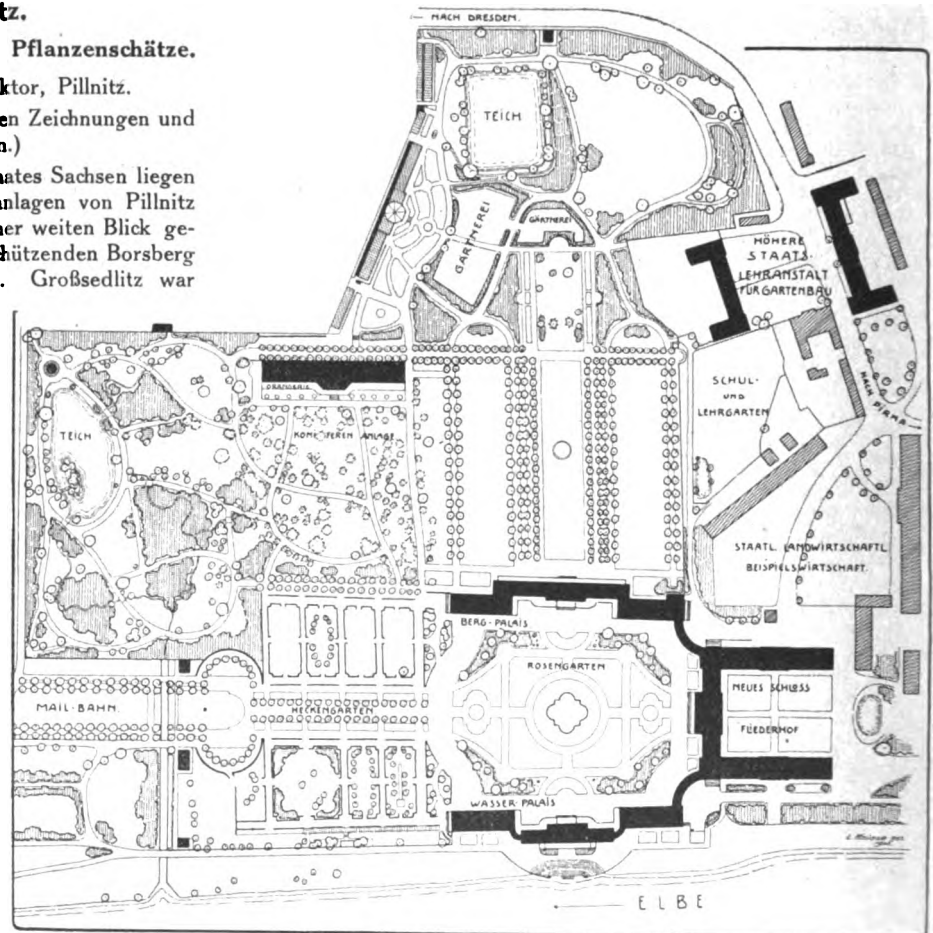 tz.
Pflanzenschätze.
ktor, Pillnitz.
en Zeichnungen und
n.)
ates Sachsen liegen
nlagen von Pillnitz
er weiten Blick ge-
hützenden Borsberg
. Großsedlitz war
NACH DRESDEN.
TEICH
GÄRTNEREI
GÄRTNEREI
HÖHERE
STAATS-
LEHRANSTALT
FÜR GARTENBAU
NACH PIRNA
SCHUL-
UND
LEHRGARTEN
ORANGERIE
TEICH
KONIFEREN ANLAGE
STAATL. LANDWIRTSCHAFTL.
BEISPIELSWIRTSCHAFT.
BERG-PALAIS
ROSENGARTEN
NEUES SCHLOSS
MAIL-BAHN.
HECKENGARTEN
FLIEDERHOF
WASSER-PALAIS
ELBE